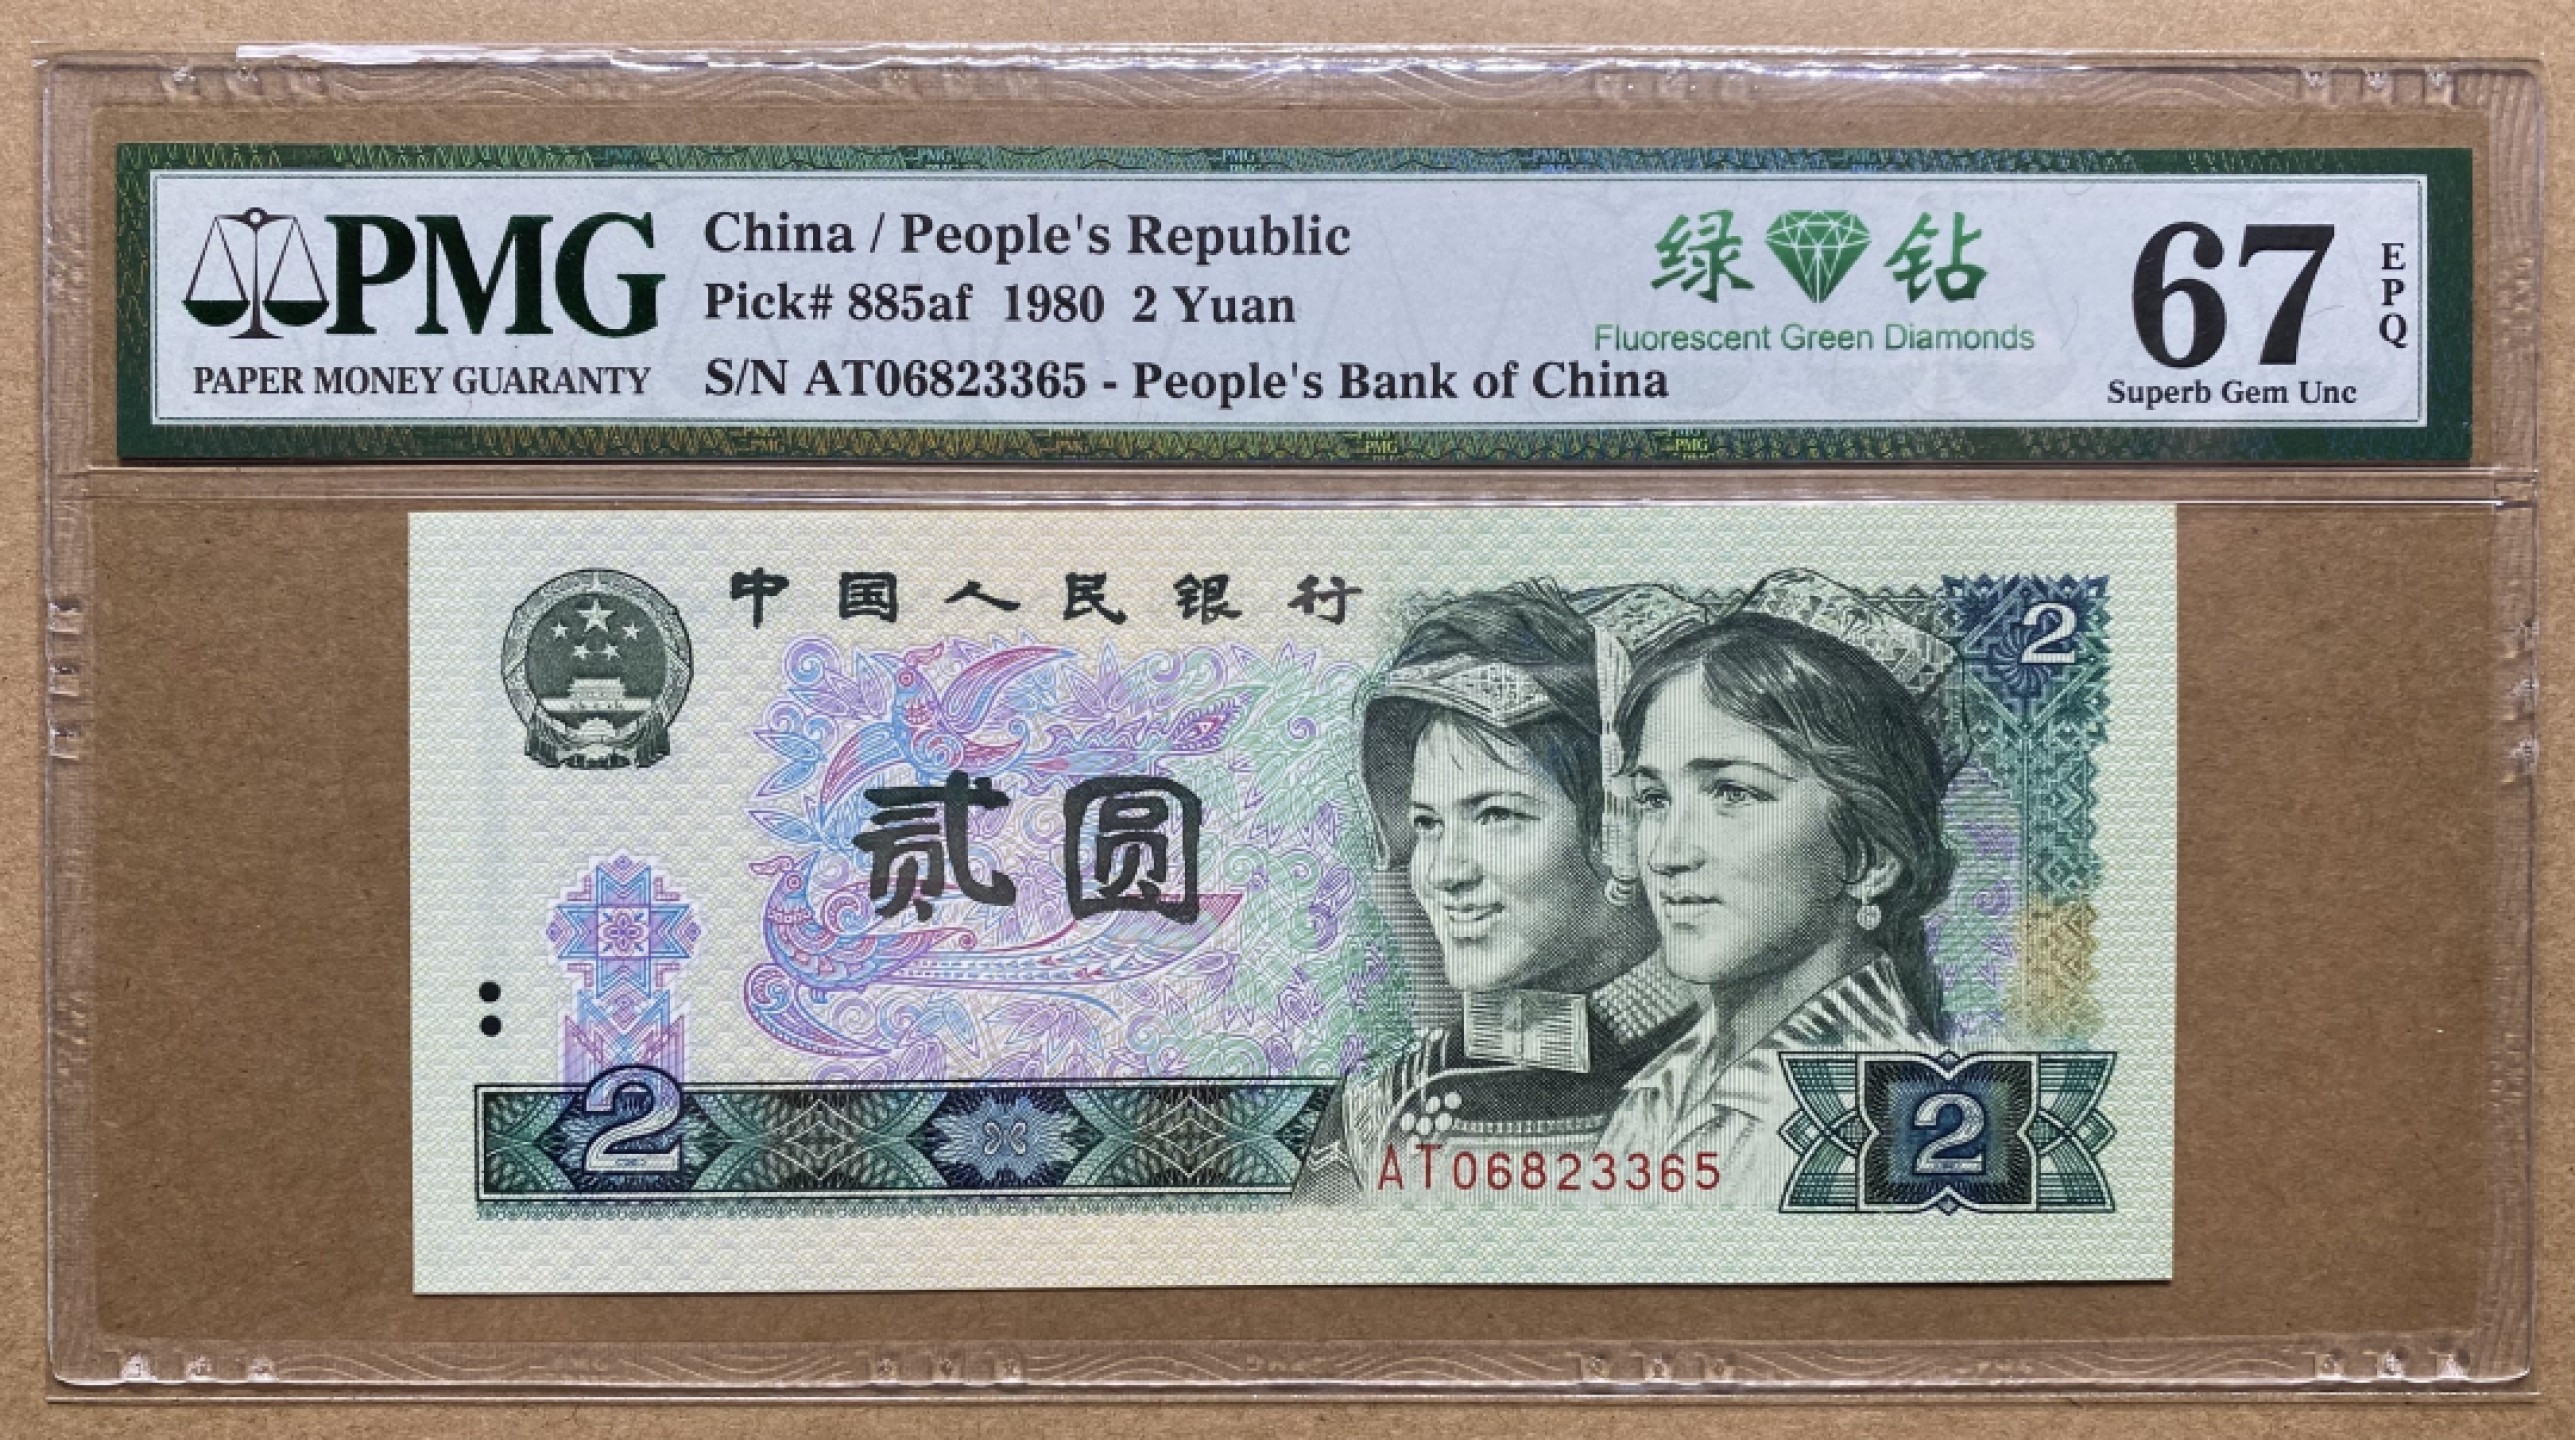 PMG
PAPER MONEY GUARANTY
China / People's Republic
Pick# 885af 1980 2 Yuan
S/N AT06823365 - People's Bank of China
绿 钻
Fluorescent Green Diamonds
67
EPQ
Superb Gem Unc
中国人民银行
2
贰圆
2
AT06823365
2